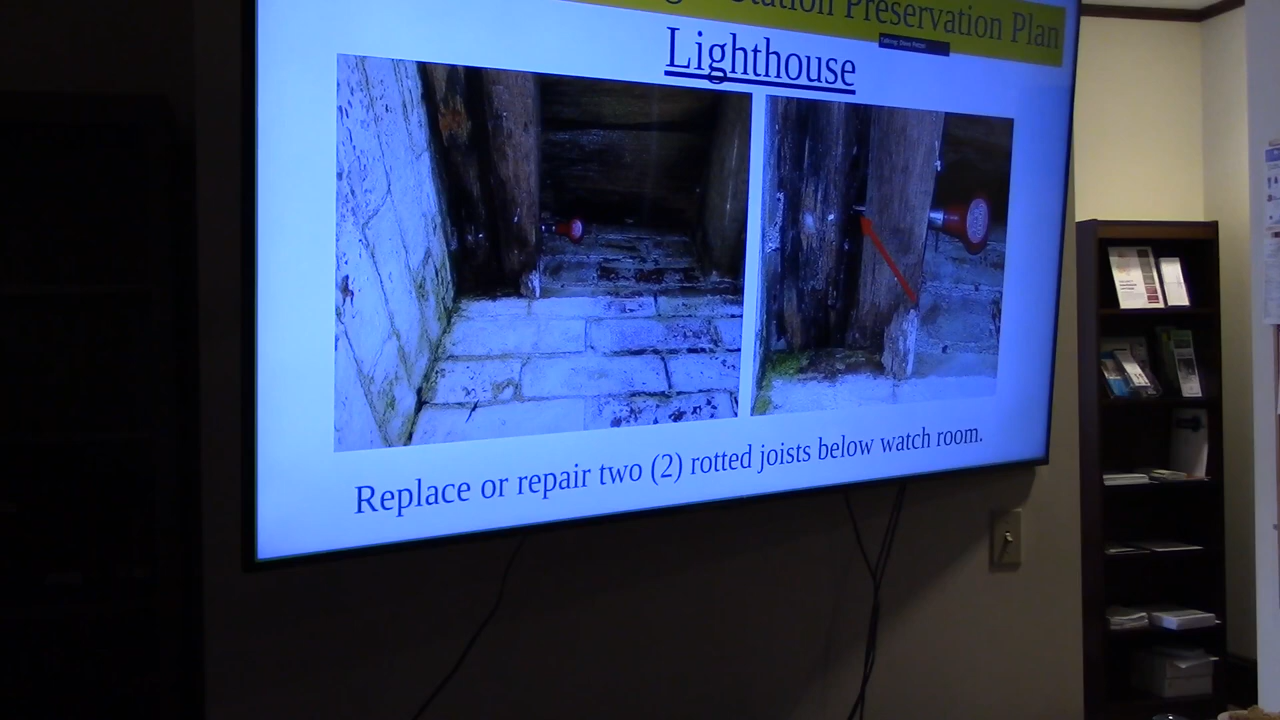 Station Preservation Plan
Lighthouse
Replace or repair two (2) rotted joists below watch room.